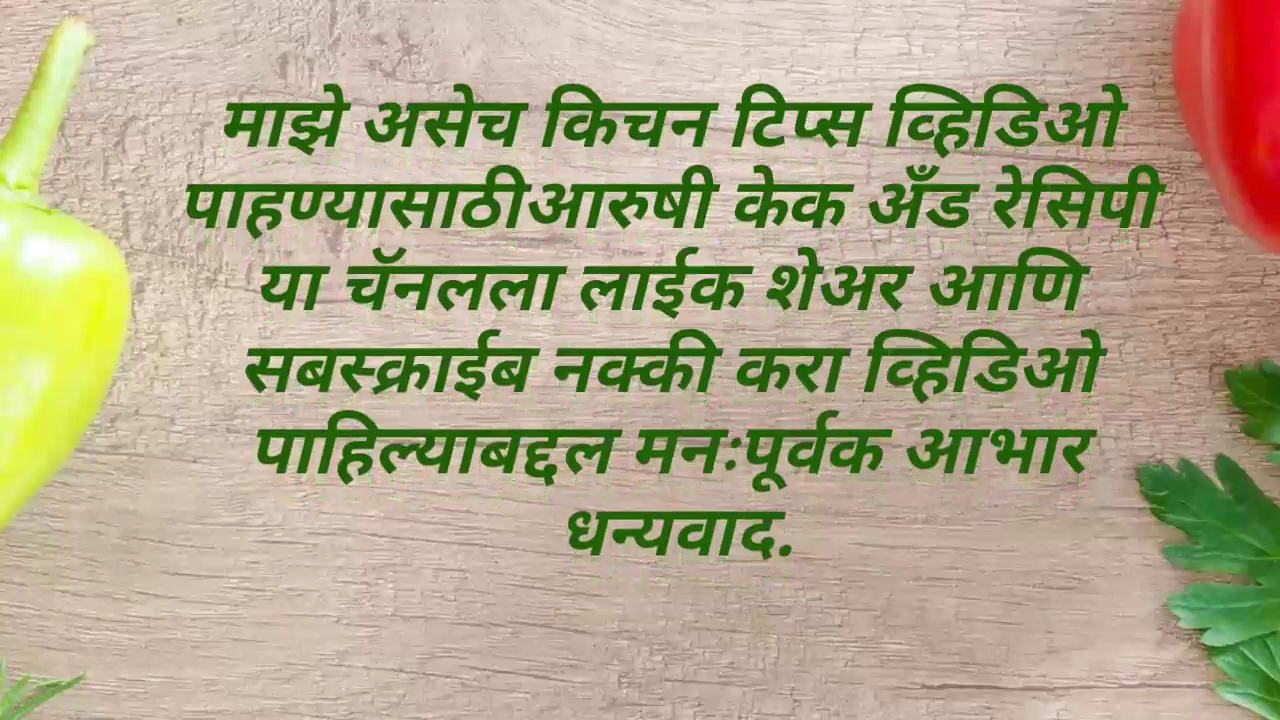 माझे असेच किचन टिप्स व्हिडिओ
पाहण्यासाठीआरुषी केक अँड रेसिपी
या चॅनलला लाईक शेअर आणि
सबस्क्राईब नक्की करा व्हिडिओ
पाहिल्याबद्दल मनःपूर्वक आभार
धन्यवाद.